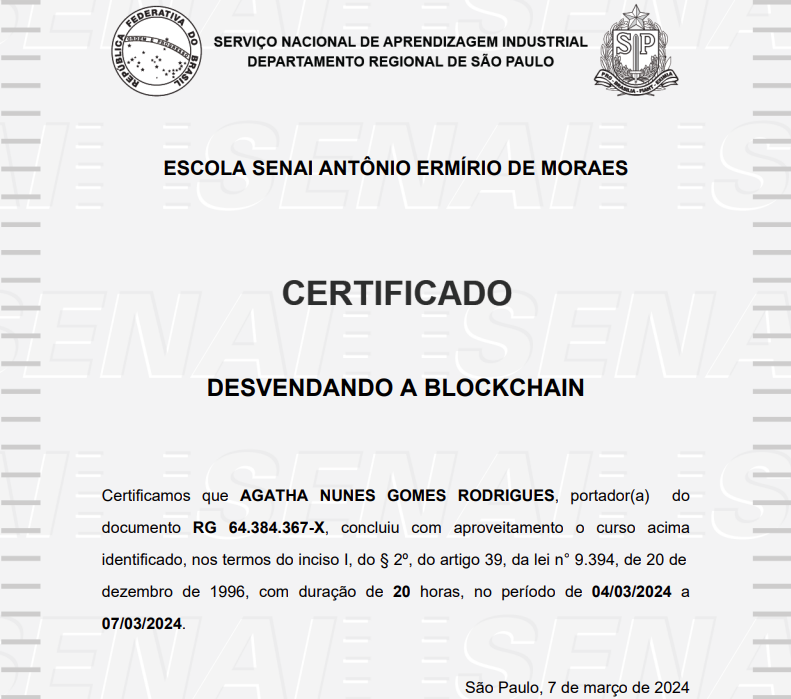 REPÚBLICA FEDERATIVA DO BRASIL
ORDEM E PROGRESSO
SERVIÇO NACIONAL DE APRENDIZAGEM INDUSTRIAL
DEPARTAMENTO REGIONAL DE SÃO PAULO
SP
ESCOLA SENAI ANTÔNIO ERMÍRIO DE MORAES
CERTIFICADO
DESVENDANDO A BLOCKCHAIN
Certificamos que AGATHA NUNES GOMES RODRIGUES, portador(a) do
documento RG 64.384.367-X, concluiu com aproveitamento o curso acima
identificado, nos termos do inciso I, do § 2º, do artigo 39, da lei n° 9.394, de 20 de
dezembro de 1996, com duração de 20 horas, no período de 04/03/2024 a
07/03/2024.
São Paulo, 7 de março de 2024
SENAI